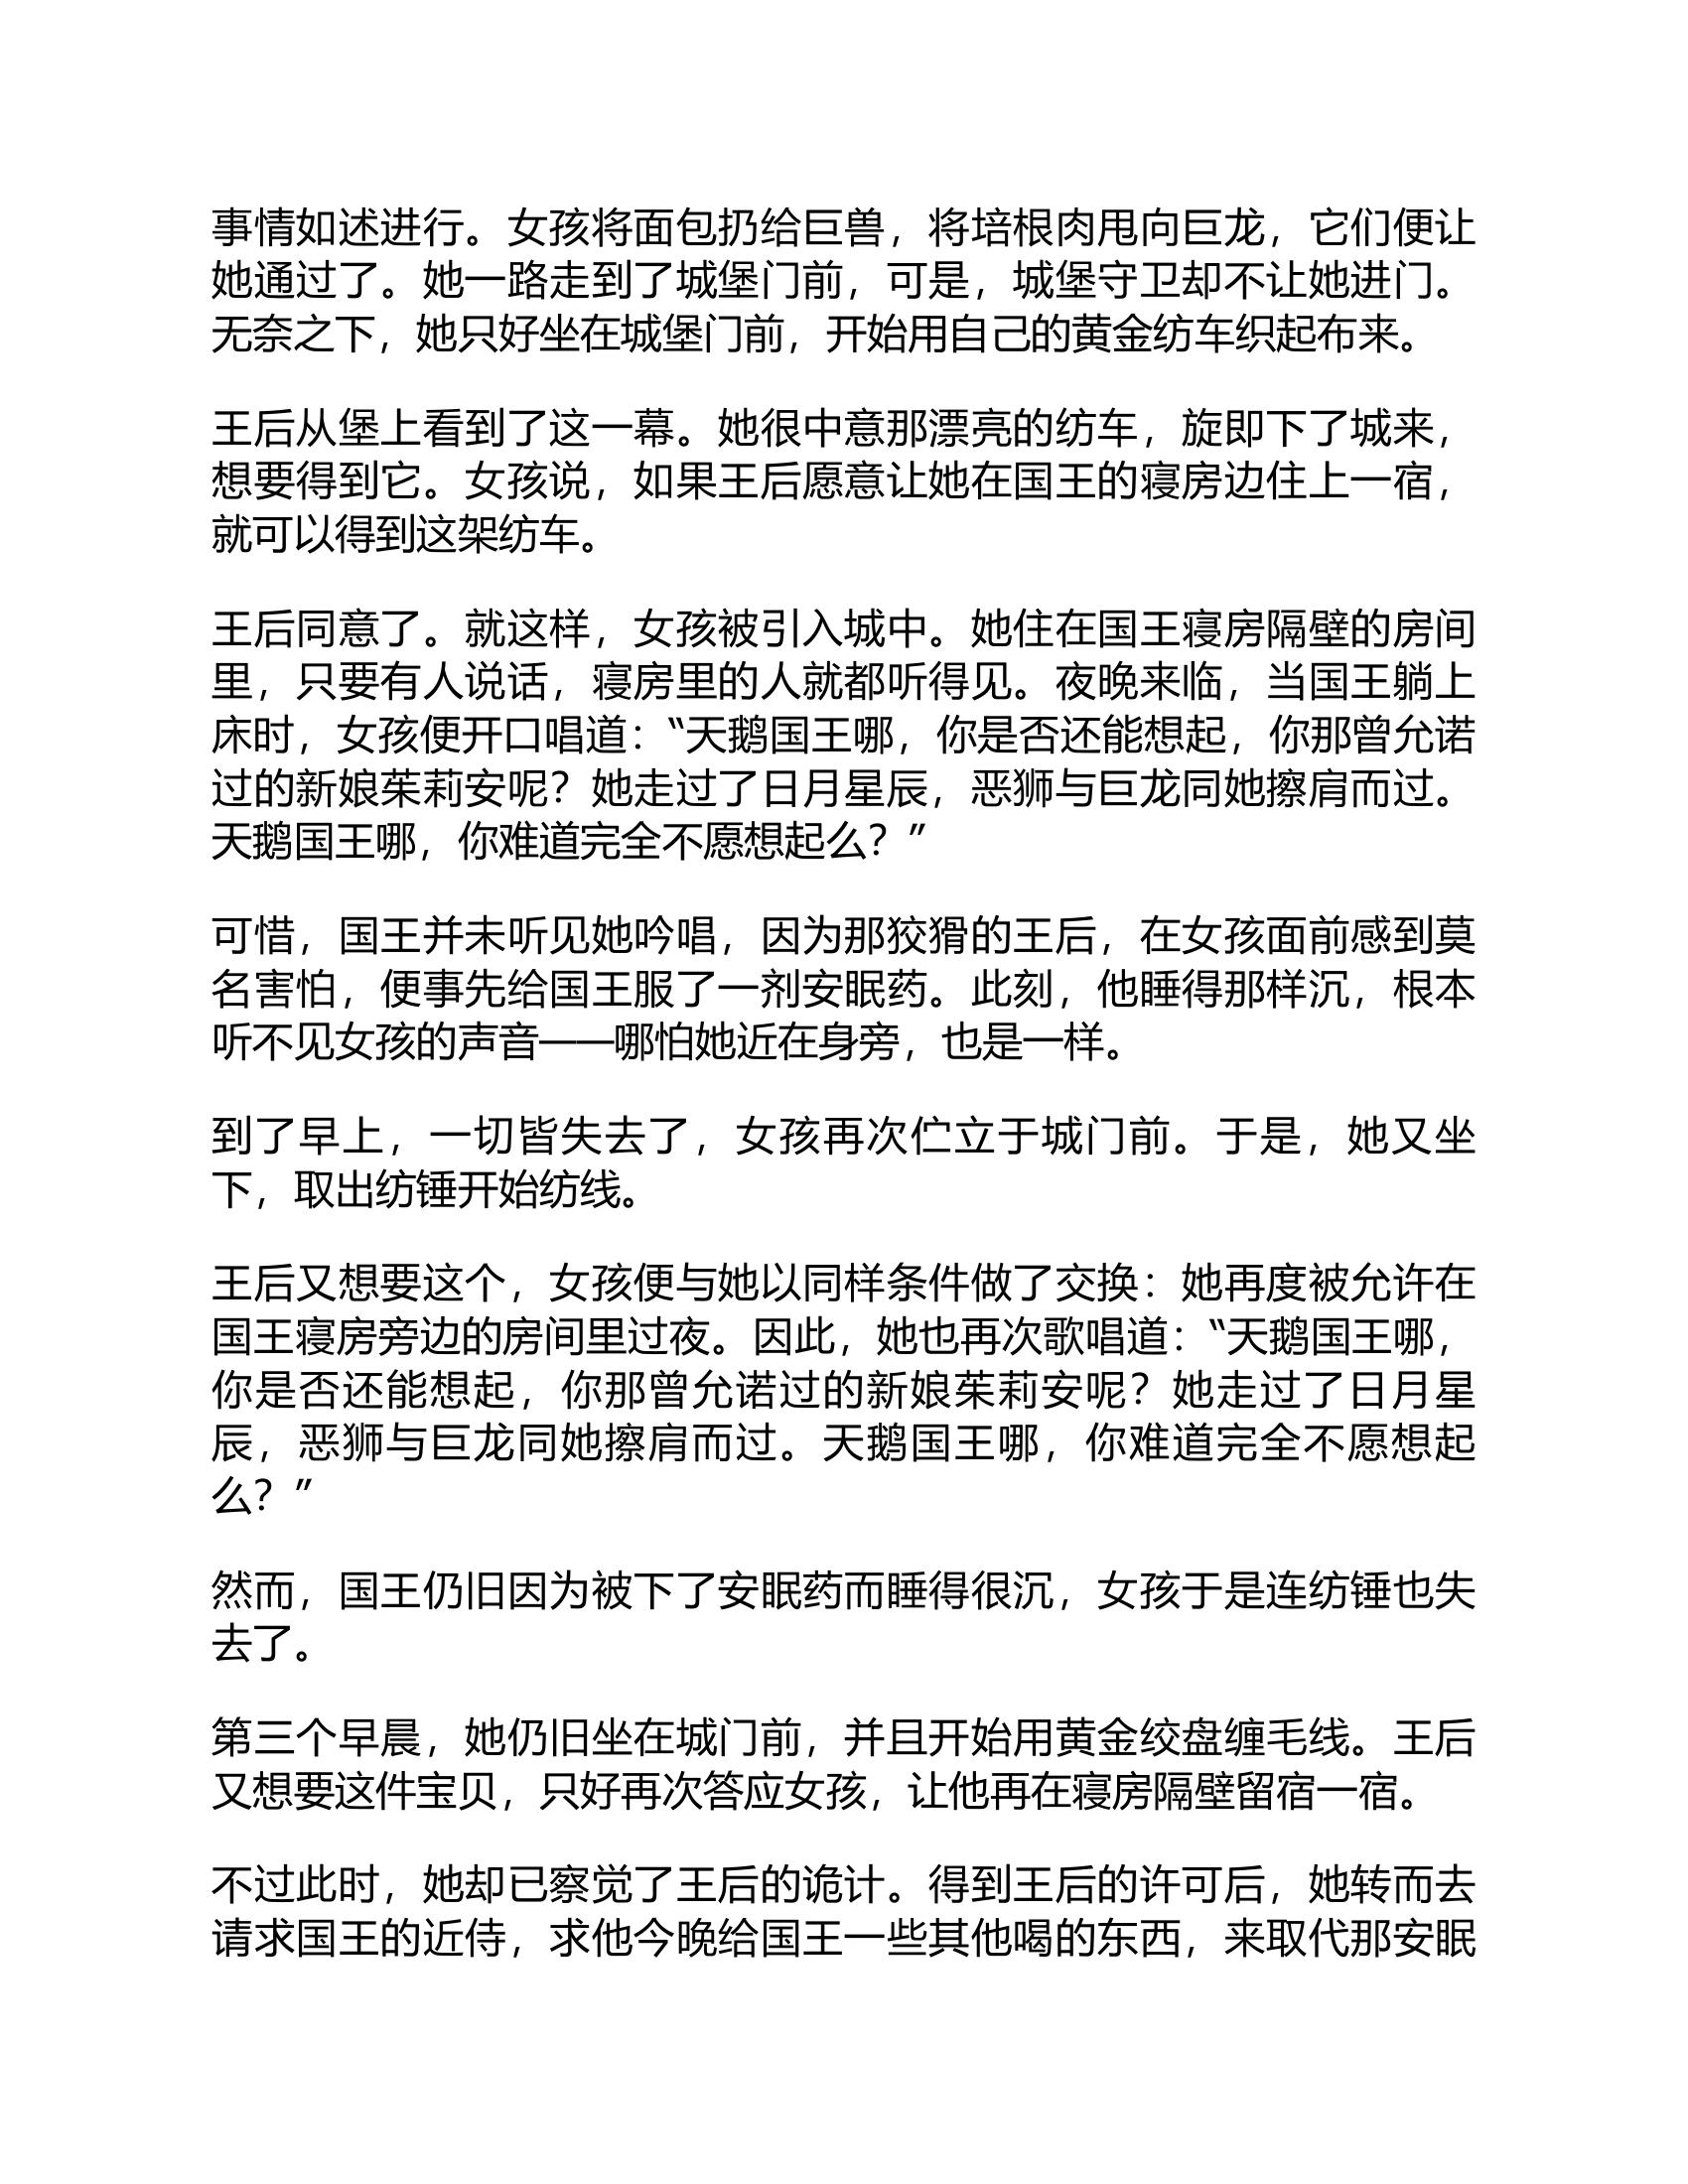 事情如述进行。女孩将面包扔给巨兽，将培根肉甩向巨龙，它们便让
她通过了。她一路走到了城堡门前，可是，城堡守卫却不让她进门。
无奈之下，她只好坐在城堡门前，开始用自己的黄金纺车织起布来。
王后从堡上看到了这一幕。她很中意那漂亮的纺车，旋即下了城来，
想要得到它。女孩说，如果王后愿意让她在国王的寝房边住上一宿，
就可以得到这架纺车。
王后同意了。就这样，女孩被引入城中。她住在国王寝房隔壁的房间
里，只要有人说话，寝房里的人就都听得见。夜晚来临，当国王躺上
床时，女孩便开口唱道：“天鹅国王哪，你是否还能想起，你那曾允诺
过的新娘茱莉安呢？她走过了日月星辰，恶狮与巨龙同她擦肩而过。
天鹅国王哪，你难道完全不愿想起么？”
可惜，国王并未听见她吟唱，因为那狡猾的王后，在女孩面前感到莫
名害怕，便事先给国王服了一剂安眠药。此刻，他睡得那样沉，根本
听不见女孩的声音——哪怕她近在身旁，也是一样。
到了早上，一切皆失去了，女孩再次伫立于城门前。于是，她又坐
下，取出纺锤开始纺线。
王后又想要这个，女孩便与她以同样条件做了交换：她再度被允许在
国王寝房旁边的房间里过夜。因此，她也再次歌唱道：“天鹅国王哪，
你是否还能想起，你那曾允诺过的新娘茱莉安呢？她走过了日月星
辰，恶狮与巨龙同她擦肩而过。天鹅国王哪，你难道完全不愿想起
么？”
然而，国王仍旧因为被下了安眠药而睡得很沉，女孩于是连纺锤也失
去了。
第三个早晨，她仍旧坐在城门前，并且开始用黄金绞盘缠毛线。王后
又想要这件宝贝，只好再次答应女孩，让他再在寝房隔壁留宿一宿。
不过此时，她却已察觉了王后的诡计。得到王后的许可后，她转而去
请求国王的近侍，求他今晚给国王一些其他喝的东西，来取代那安眠